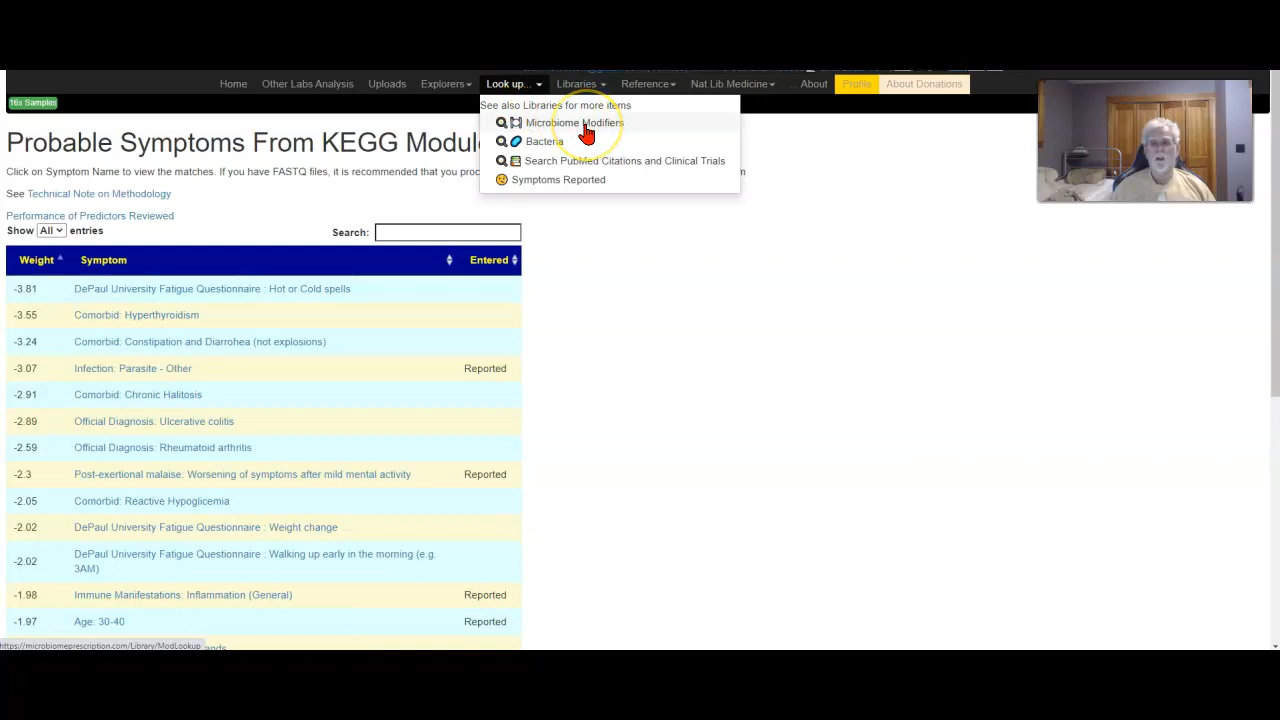 Home Other Labs Analysis Uploads Explorers Look up... Libraries Reference Nat.Lib.Medicine ... About Profile About Donations
16s Samples
See also Libraries for more items
Microbiome Modifiers
Bacteria
Search PubMed Citations and Clinical Trials
Symptoms Reported
Probable Symptoms From KEGG Modul
Click on Symptom Name to view the matches. If you have FASTQ files, it is recommended that you proc
See Technical Note on Methodology
Performance of Predictors Reviewed
Show All entries Search:
Weight Symptom Entered
-3.81 DePaul University Fatigue Questionnaire : Hot or Cold spells
-3.55 Comorbid: Hyperthyroidism
-3.24 Comorbid: Constipation and Diarrohea (not explosions)
-3.07 Infection: Parasite - Other Reported
-2.91 Comorbid: Chronic Halitosis
-2.89 Official Diagnosis: Ulcerative colitis
-2.59 Official Diagnosis: Rheumatoid arthritis
-2.3 Post-exertional malaise: Worsening of symptoms after mild mental activity Reported
-2.05 Comorbid: Reactive Hypoglicemia
-2.02 DePaul University Fatigue Questionnaire : Weight change
-2.02 DePaul University Fatigue Questionnaire : Walking up early in the morning (e.g.
3AM)
-1.98 Immune Manifestations: Inflammation (General) Reported
-1.97 Age: 30-40 Reported
https://microbiomeprescription.com/Library/ModLookup